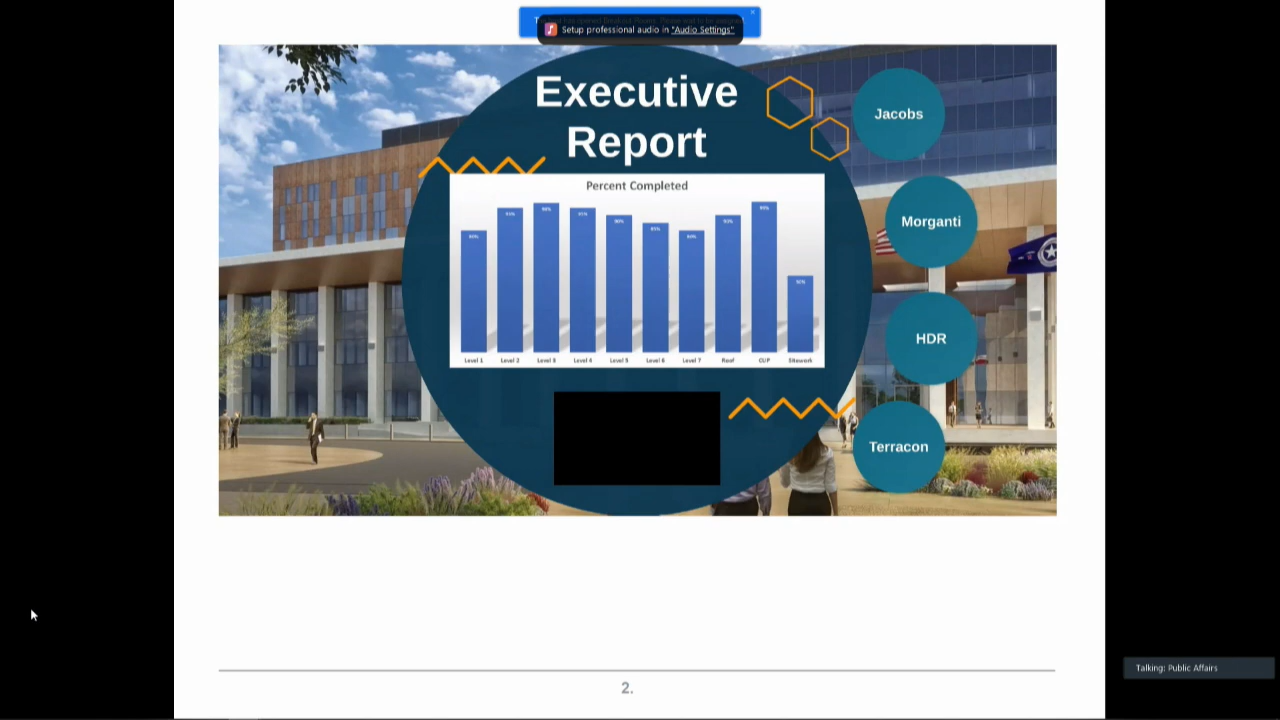 Setup professional audio in "Audio Settings"
Executive
Report
Jacobs
Morganti
HDR
Terracon
Percent Completed
Level 1
Level 2
Level 3
Level 4
Level 5
Level 6
Level 7
Roof
CUP
Sitework
2.
Talking: Public Affairs